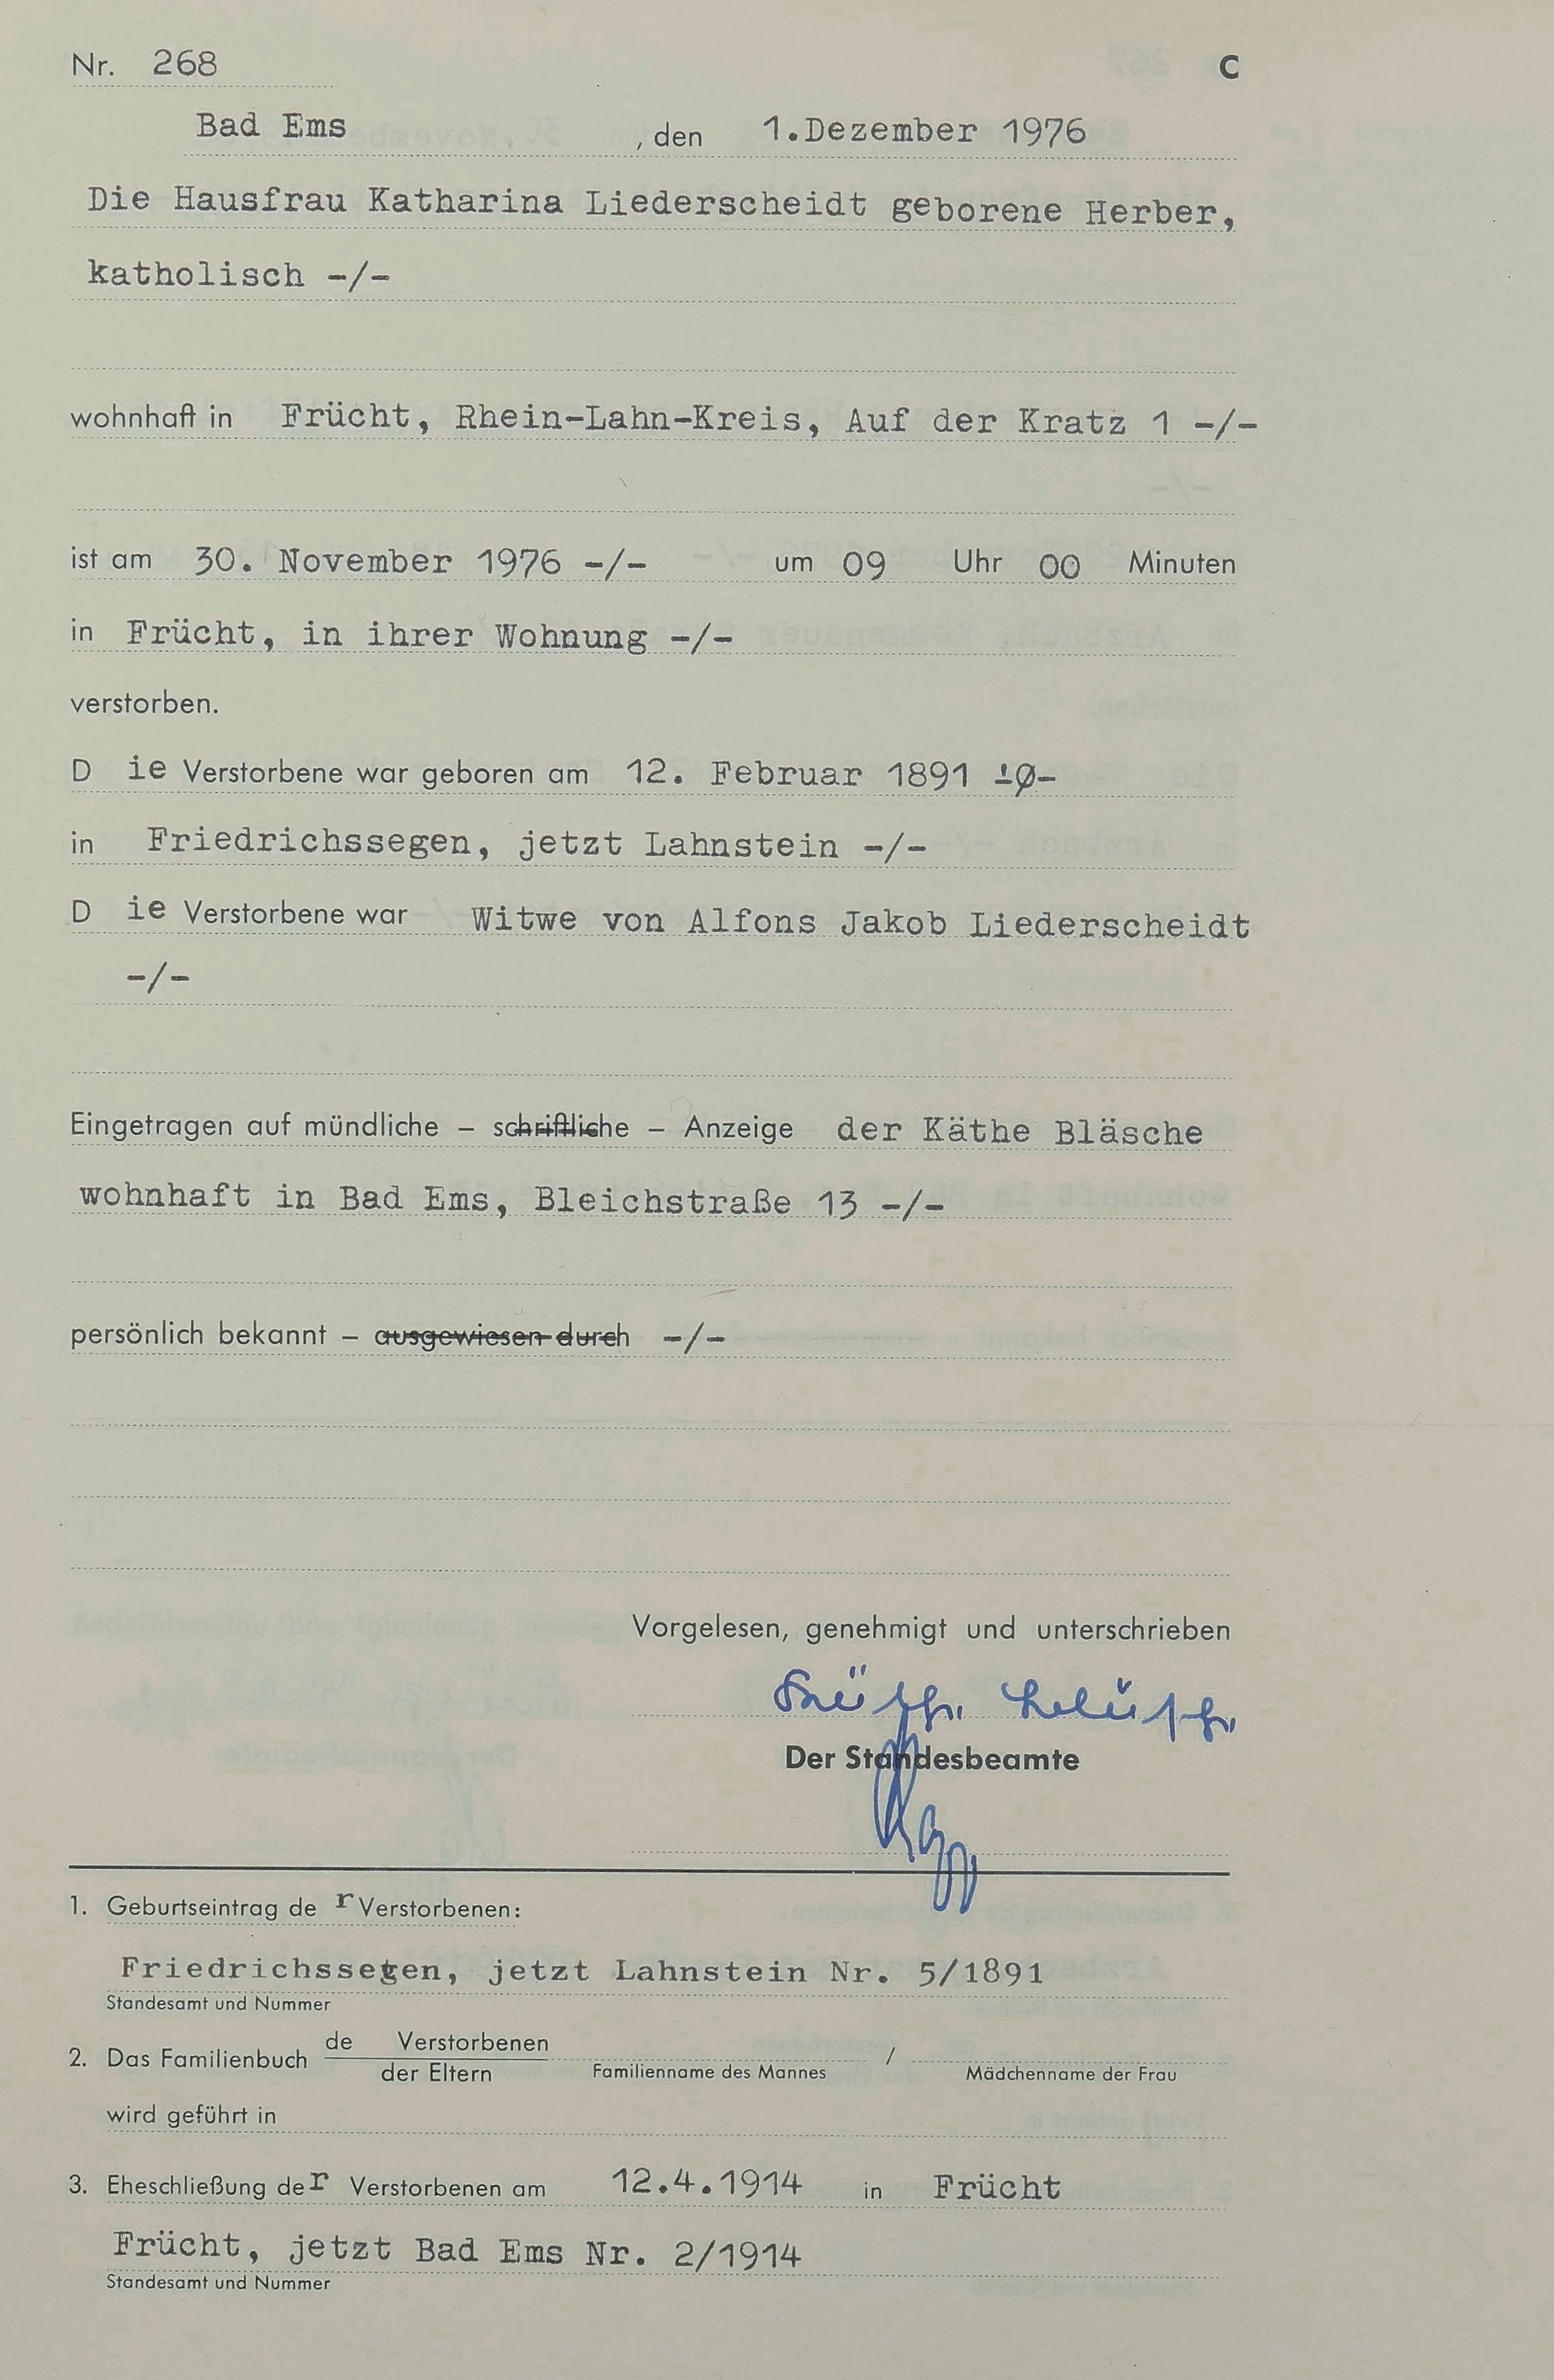 Nr. 268 C
Bad Ems , den 1.Dezember 1976
Die Hausfrau Katharina Liederscheidt geborene Herber,
katholisch -/-
wohnhaft in Frücht, Rhein-Lahn-Kreis, Auf der Kratz 1 -/-
ist am 30. November 1976 -/- um 09 Uhr 00 Minuten
in Frücht, in ihrer Wohnung -/-
verstorben.
D ie Verstorbene war geboren am 12. Februar 1891
in Friedrichssegen, jetzt Lahnstein -/-
D ie Verstorbene war Witwe von Alfons Jakob Liederscheidt
-/-
Eingetragen auf mündliche – schriftliche – Anzeige der Käthe Bläsche
wohnhaft in Bad Ems, Bleichstraße 13 -/-
persönlich bekannt – ausgewiesen durch -/-
Vorgelesen, genehmigt und unterschrieben
Käthe Bläsche
Der Standesbeamte
1. Geburtseintrag de r Verstorbenen:
Friedrichssegen, jetzt Lahnstein Nr. 5/1891
Standesamt und Nummer
2. Das Familienbuch de Verstorbenen
der Eltern Familienname des Mannes / Mädchenname der Frau
wird geführt in
3. Eheschließung der Verstorbenen am 12.4.1914 in Frücht
Frücht, jetzt Bad Ems Nr. 2/1914
Standesamt und Nummer